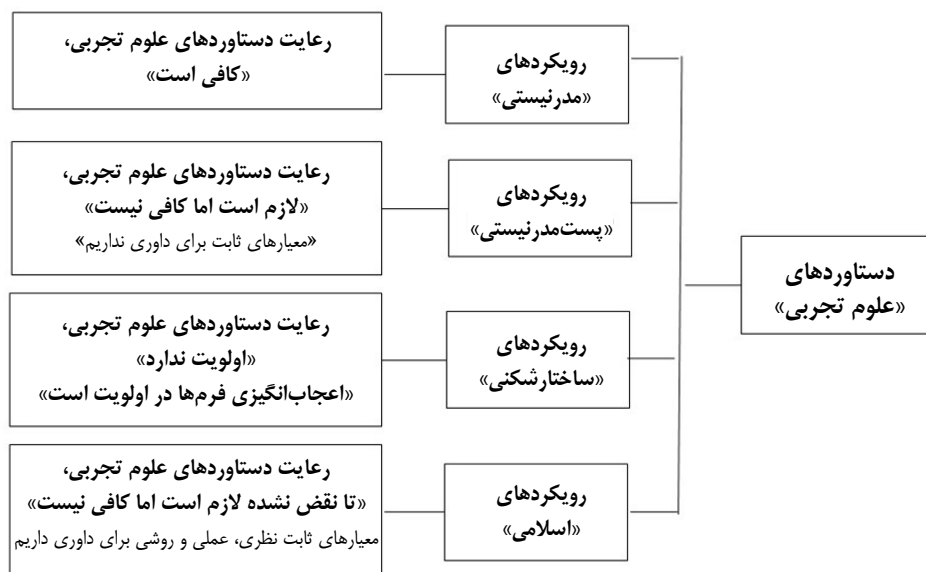 دستاوردهای
«علوم تجربی»
رویکردهای
«مدرنیستی»
رعایت دستاوردهای علوم تجربی،
«کافی است»
رویکردهای
«پست‌مدرنیستی»
رعایت دستاوردهای علوم تجربی،
«لازم است اما کافی نیست»
«معیارهای ثابت برای داوری نداریم»
رویکردهای
«ساختارشکنی»
رعایت دستاوردهای علوم تجربی،
«اولویت ندارد»
«اعجاب‌انگیزی فرم‌ها در اولویت است»
رویکردهای
«اسلامی»
رعایت دستاوردهای علوم تجربی،
«تا نقض نشده لازم است اما کافی نیست»
معیارهای ثابت نظری، عملی و روشی برای داوری داریم